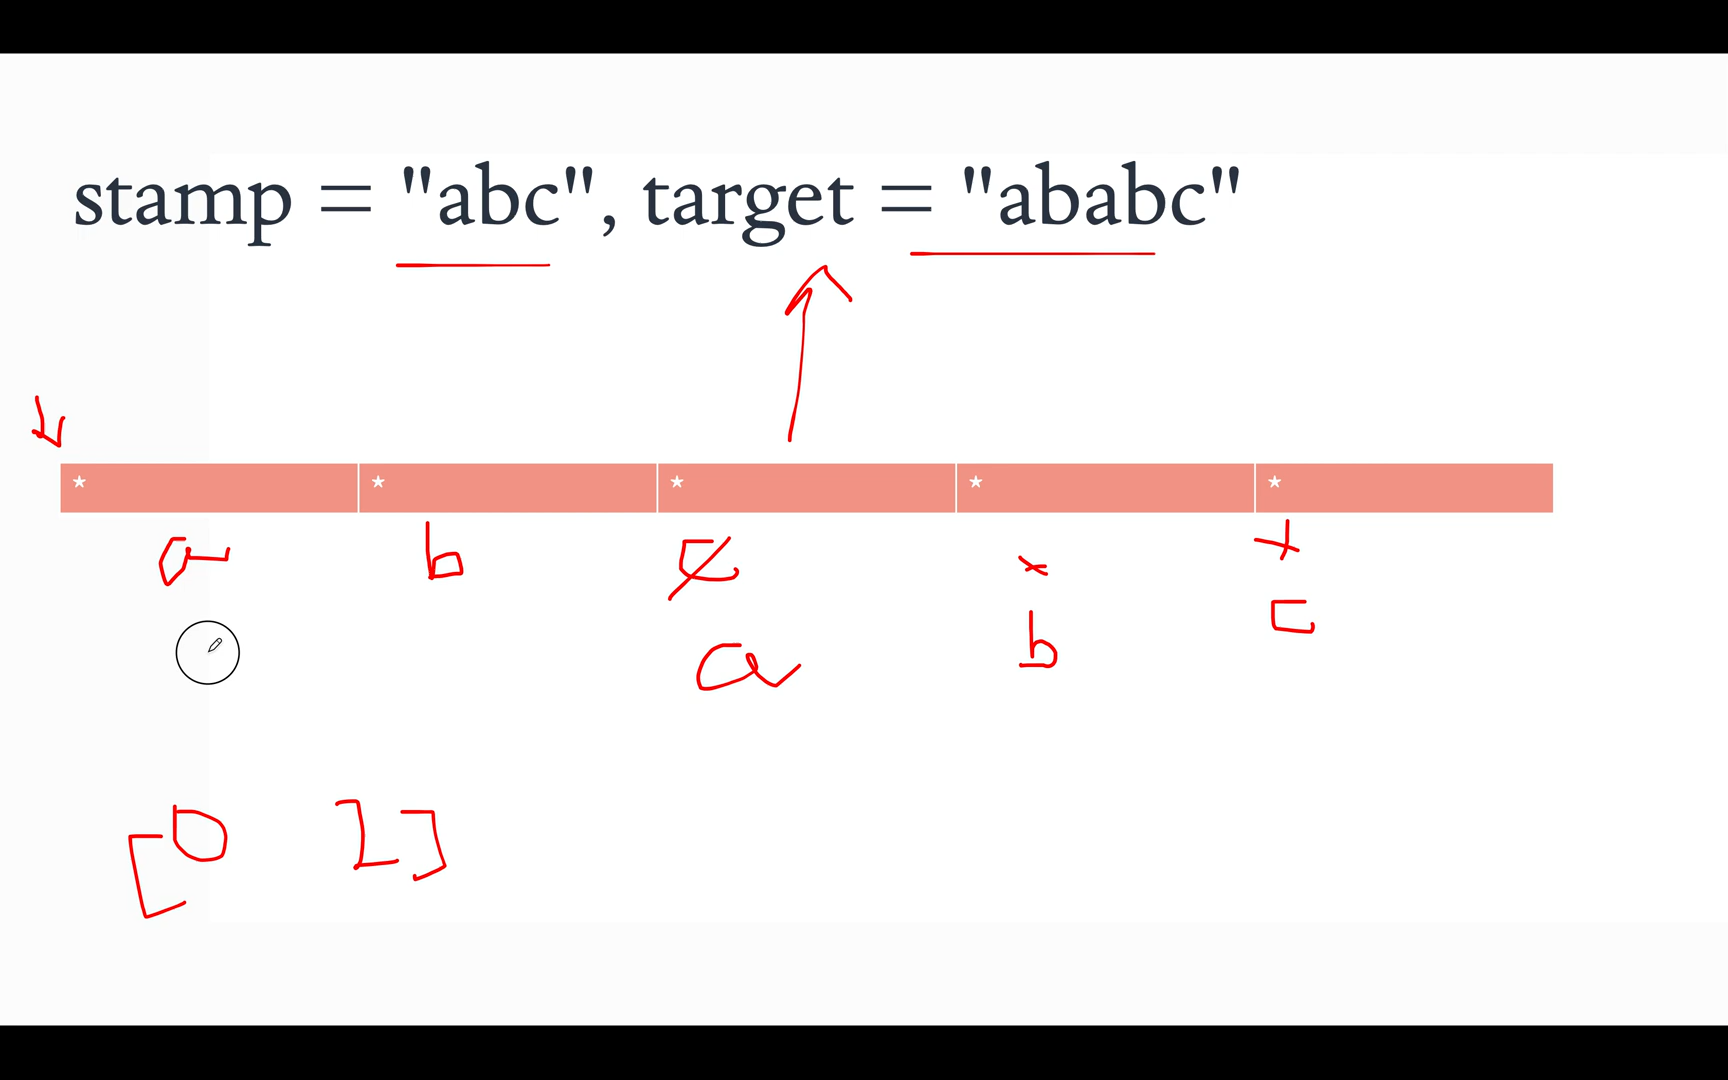 stamp = "abc", target = "ababc"
★ ★ ★ ★ ★
a b c
a b c
[0 2]